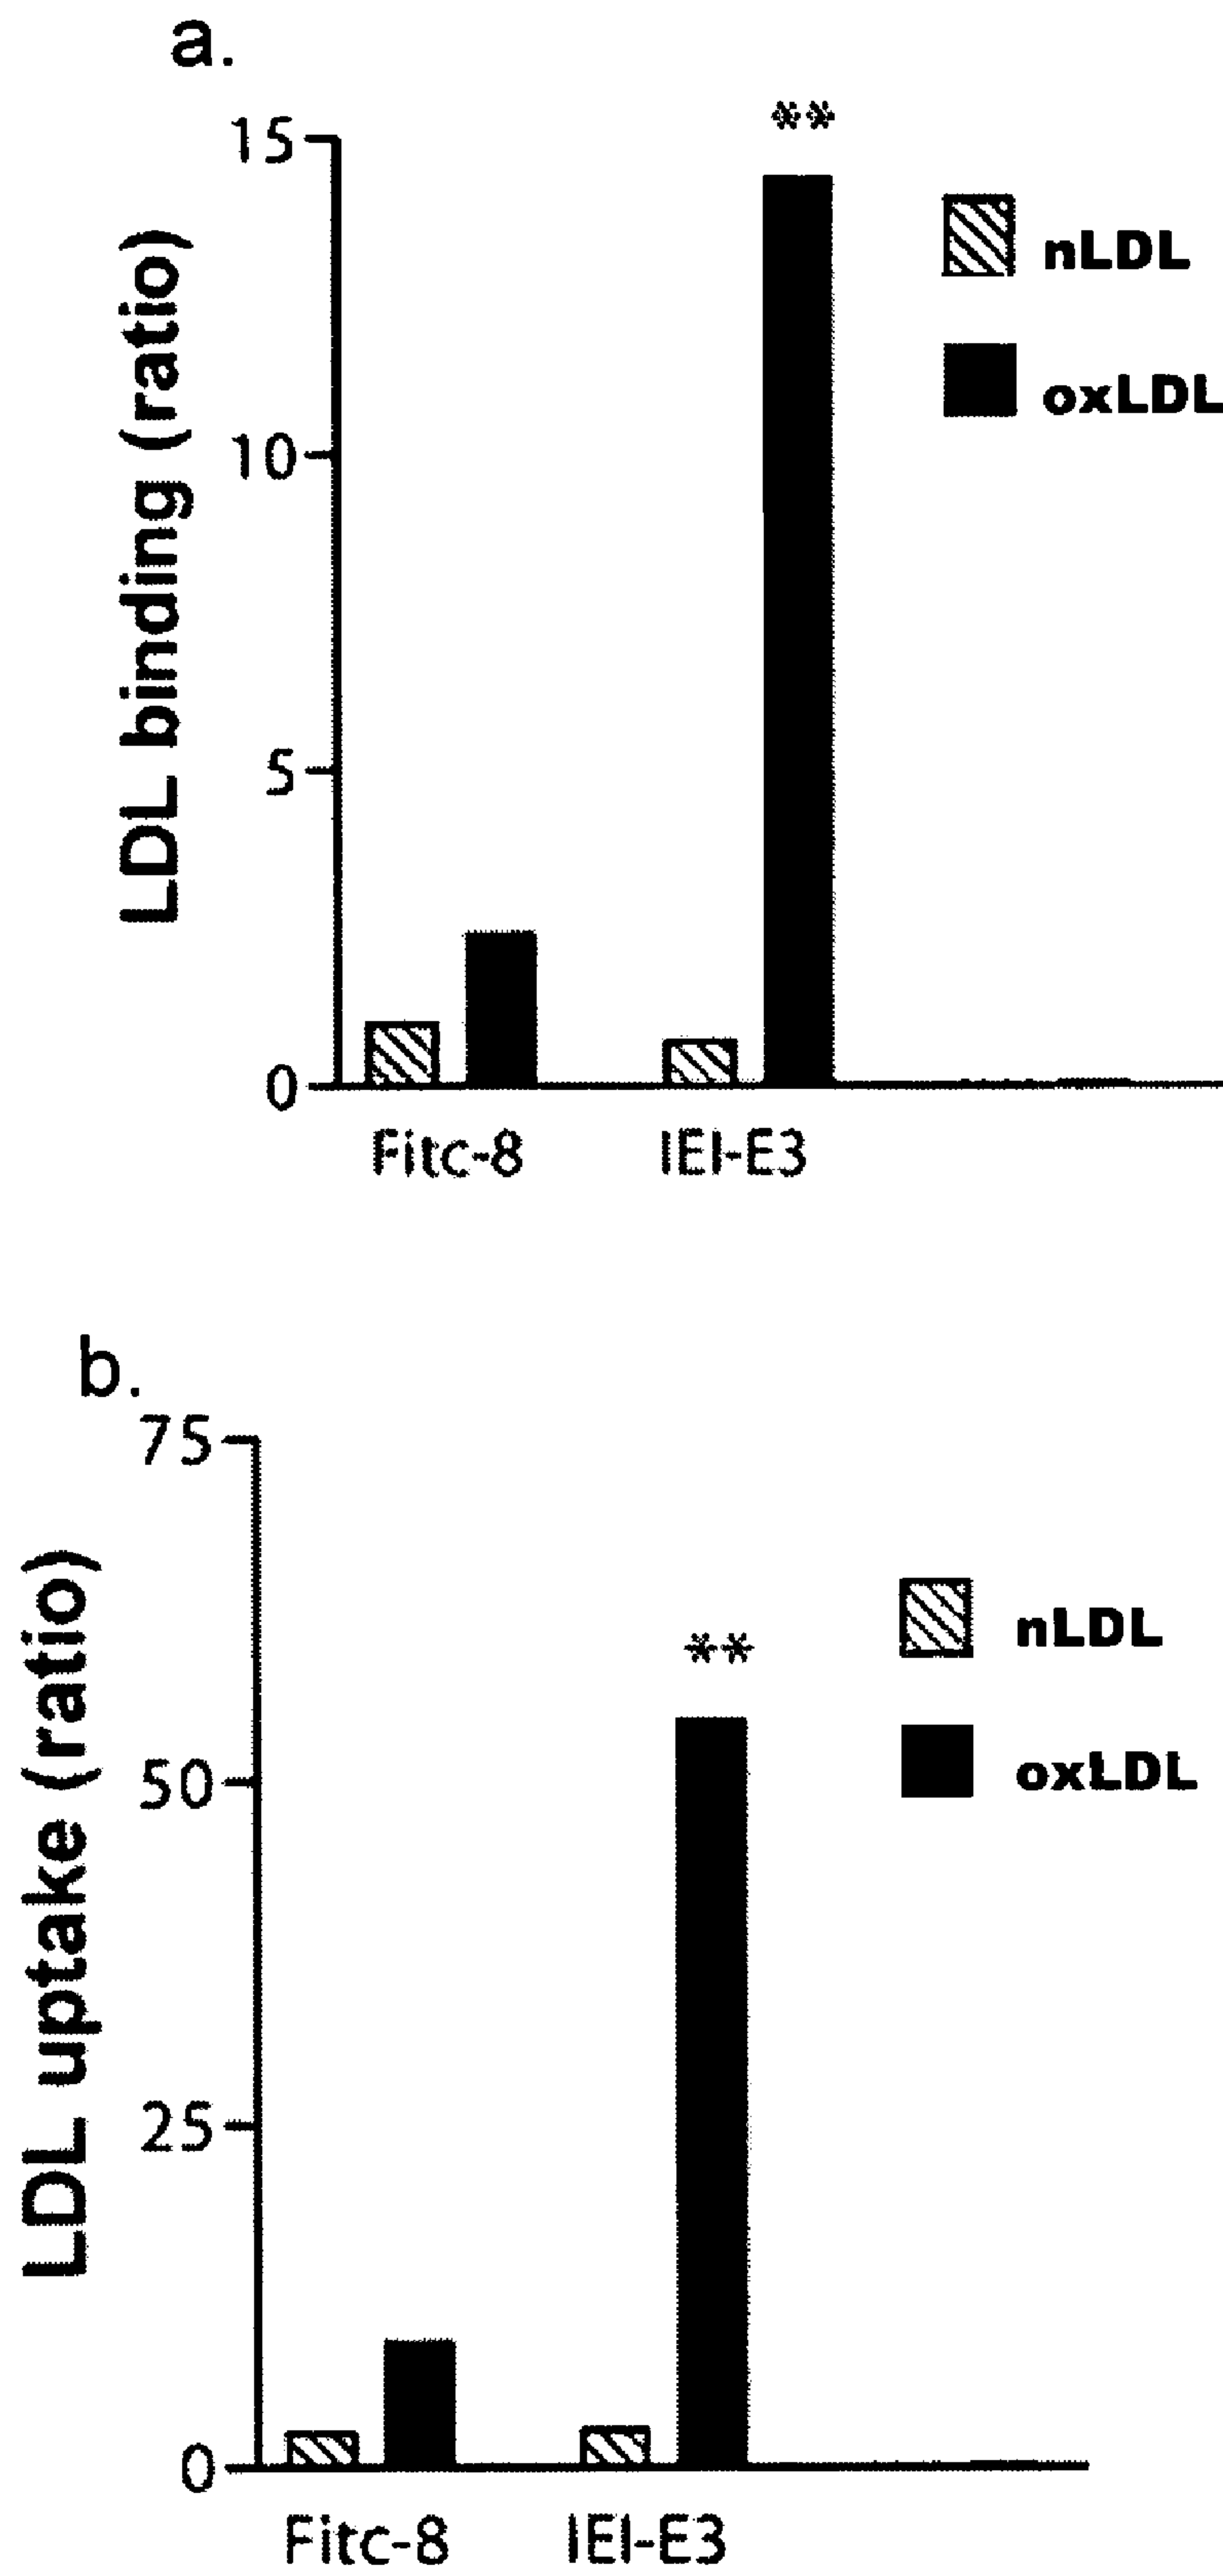 a.
**
15
10
5
0
LDL binding (ratio)
nLDL
oxLDL
Fitc-8 IEI-E3
b.
75
50
25
0
LDL uptake (ratio)
**
nLDL
oxLDL
Fitc-8 IEI-E3